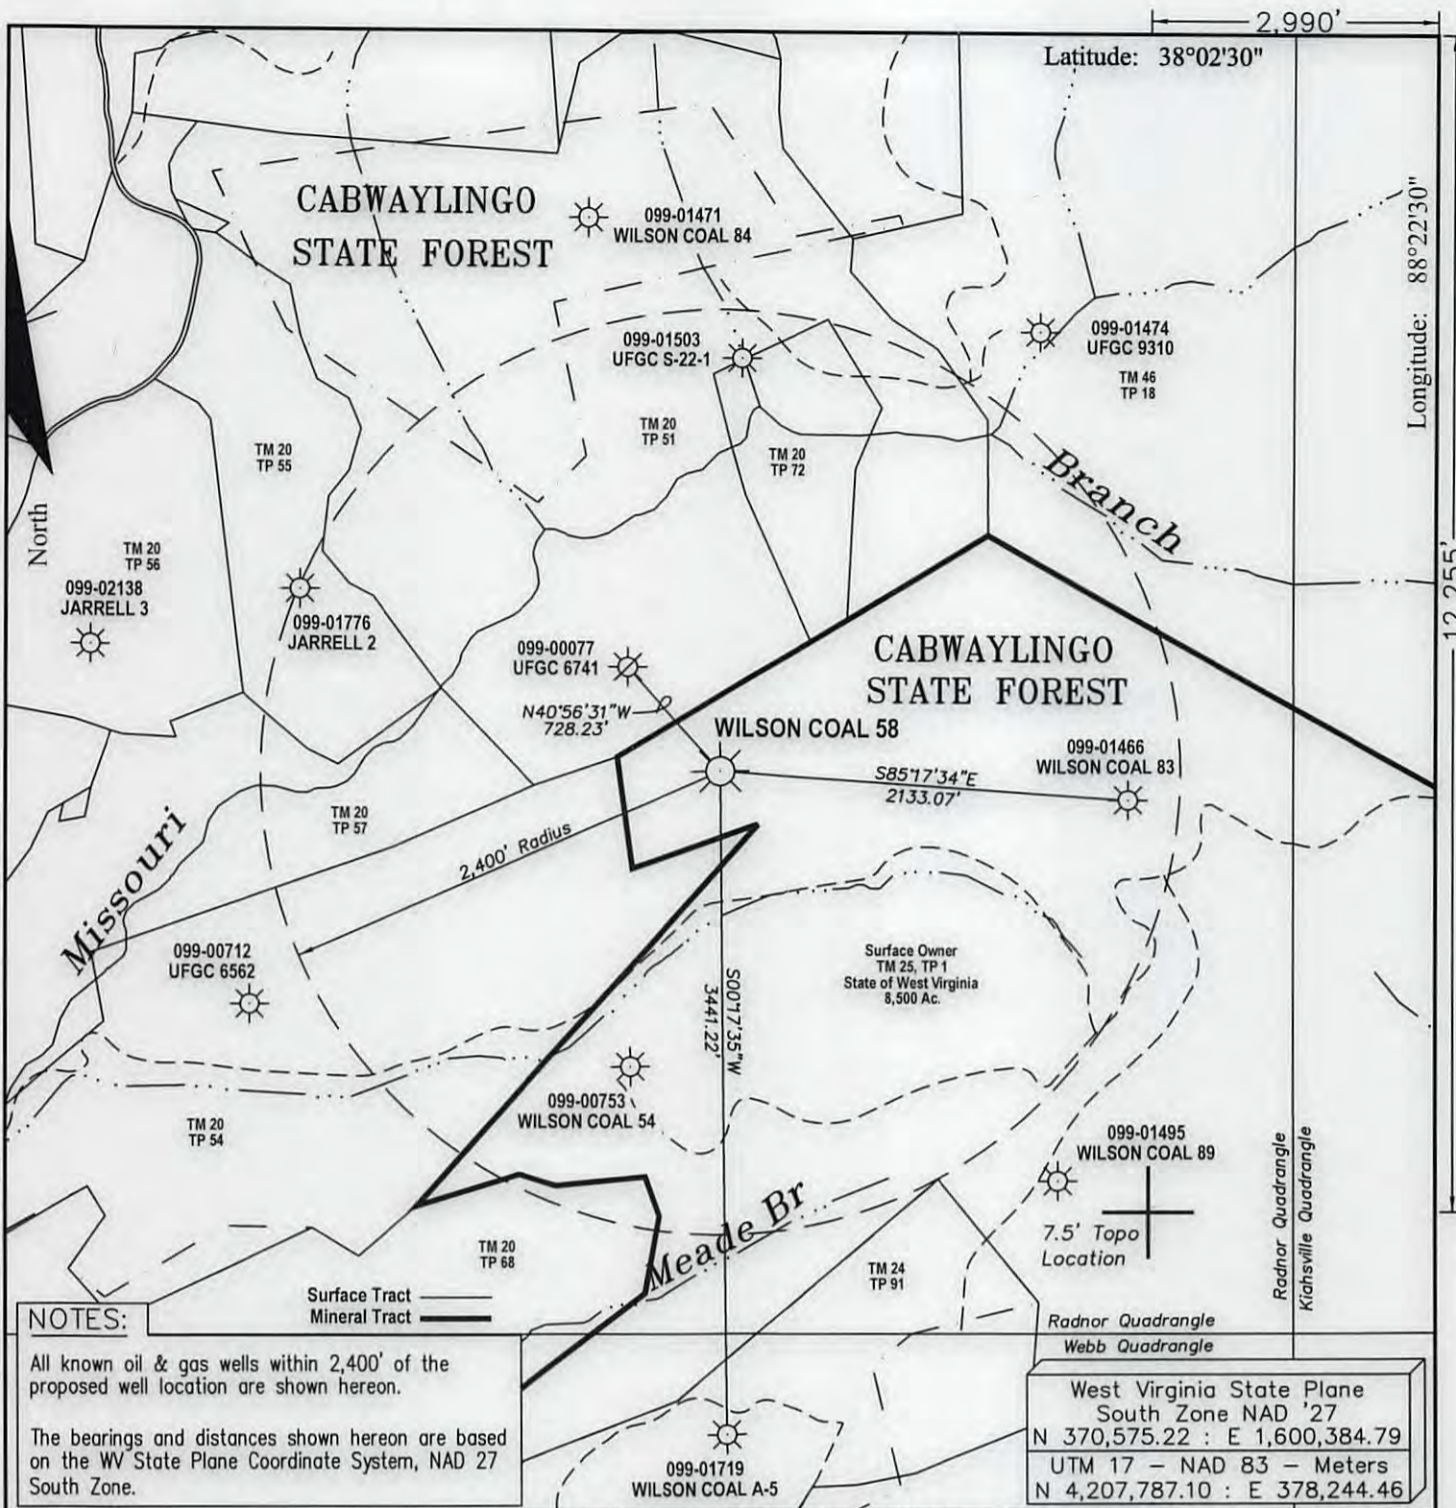 2,990'
Latitude: 38°02'30"
Longitude: 88°22'30"
12,255'
CABWAYLINGO
STATE FOREST
099-01471
WILSON COAL 84
099-01503
UFGC S-22-1
099-01474
UFGC 9310
TM 46
TP 18
TM 20
TP 51
TM 20
TP 55
TM 20
TP 72
Branch
North
TM 20
TP 56
099-02138
JARRELL 3
099-01776
JARRELL 2
099-00077
UFGC 6741
N40°56'31"W
728.23'
CABWAYLINGO
STATE FOREST
WILSON COAL 58
099-01466
WILSON COAL 83
S85°17'34"E
2133.07'
TM 20
TP 57
2,400' Radius
Missouri
099-00712
UFGC 6562
Surface Owner
TM 25, TP 1
State of West Virginia
8,500 Ac.
S00°17'35"W
3441.22'
099-00753
WILSON COAL 54
TM 20
TP 54
099-01495
WILSON COAL 89
7.5' Topo
Location
Radnor Quadrangle
Kiahsville Quadrangle
Meade Br
TM 20
TP 68
TM 24
TP 91
Surface Tract
Mineral Tract
Radnor Quadrangle
Webb Quadrangle
NOTES:
All known oil & gas wells within 2,400' of the
proposed well location are shown hereon.
The bearings and distances shown hereon are based
on the WV State Plane Coordinate System, NAD 27
South Zone.
099-01719
WILSON COAL A-5
West Virginia State Plane
South Zone NAD '27
N 370,575.22 : E 1,600,384.79
UTM 17 - NAD 83 - Meters
N 4,207,787.10 : E 378,244.46